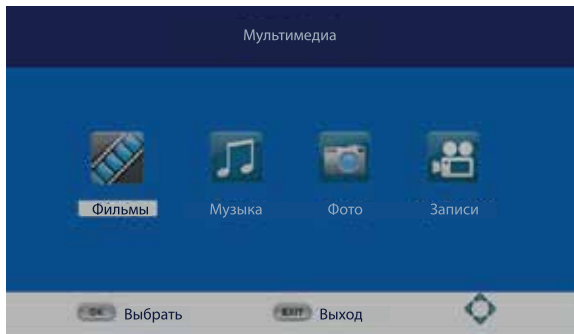 Мультимедиа
Фильмы Музыка Фото Записи
OK Выбрать EXIT Выход